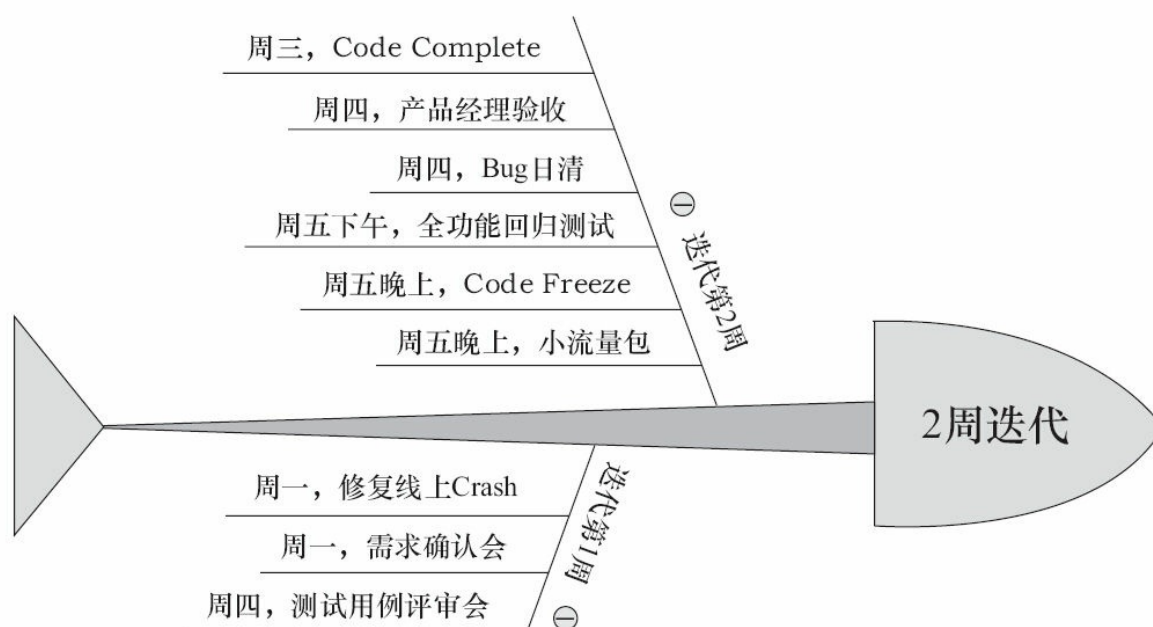 周三，Code Complete
周四，产品经理验收
周四，Bug日清
周五下午，全功能回归测试
周五晚上，Code Freeze
周五晚上，小流量包
迭代第2周
2周迭代
周一，修复线上Crash
周一，需求确认会
周四，测试用例评审会
迭代第1周